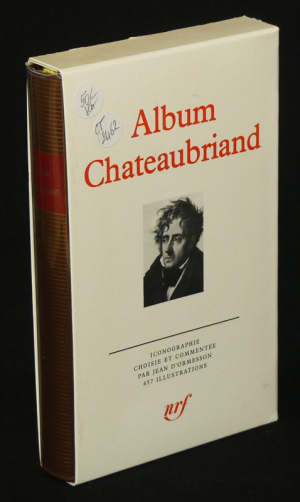 Album
Chateaubriand
ICONOGRAPHIE
CHOISIE ET COMMENTÉE
PAR JEAN D'ORMESSON
457 ILLUSTRATIONS
nrf